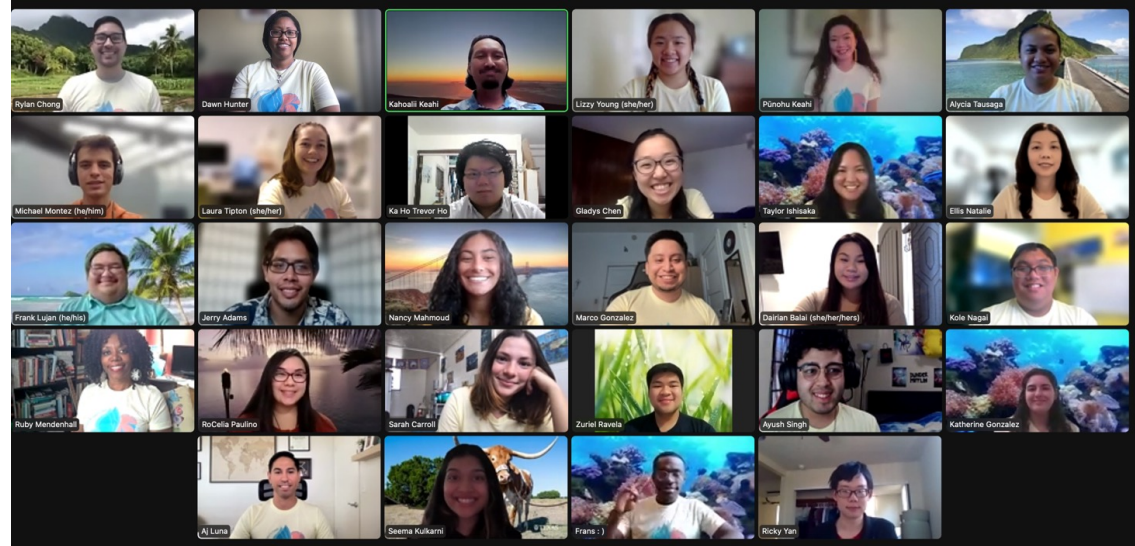 Rylan Chong
Dawn Hunter
Kahoalii Keahi
Lizzy Young (she/her)
Pūnohu Keahi
Alycia Tausaga
Michael Montez (he/him)
Laura Tipton (she/her)
Ka Ho Trevor Ho
Gladys Chen
Taylor Ishisaka
Ellis Natalie
Frank Lujan (he/his)
Jerry Adams
Nancy Mahmoud
Marco Gonzalez
Dairian Balai (she/her/hers)
Kole Nagai
Ruby Mendenhall
RoCelia Paulino
Sarah Carroll
Zuriel Ravela
Ayush Singh
DUNDER
MIFFLIN
Katherine Gonzalez
Aj Luna
Seema Kulkarni
TEXAS
Frans : )
Ricky Yan